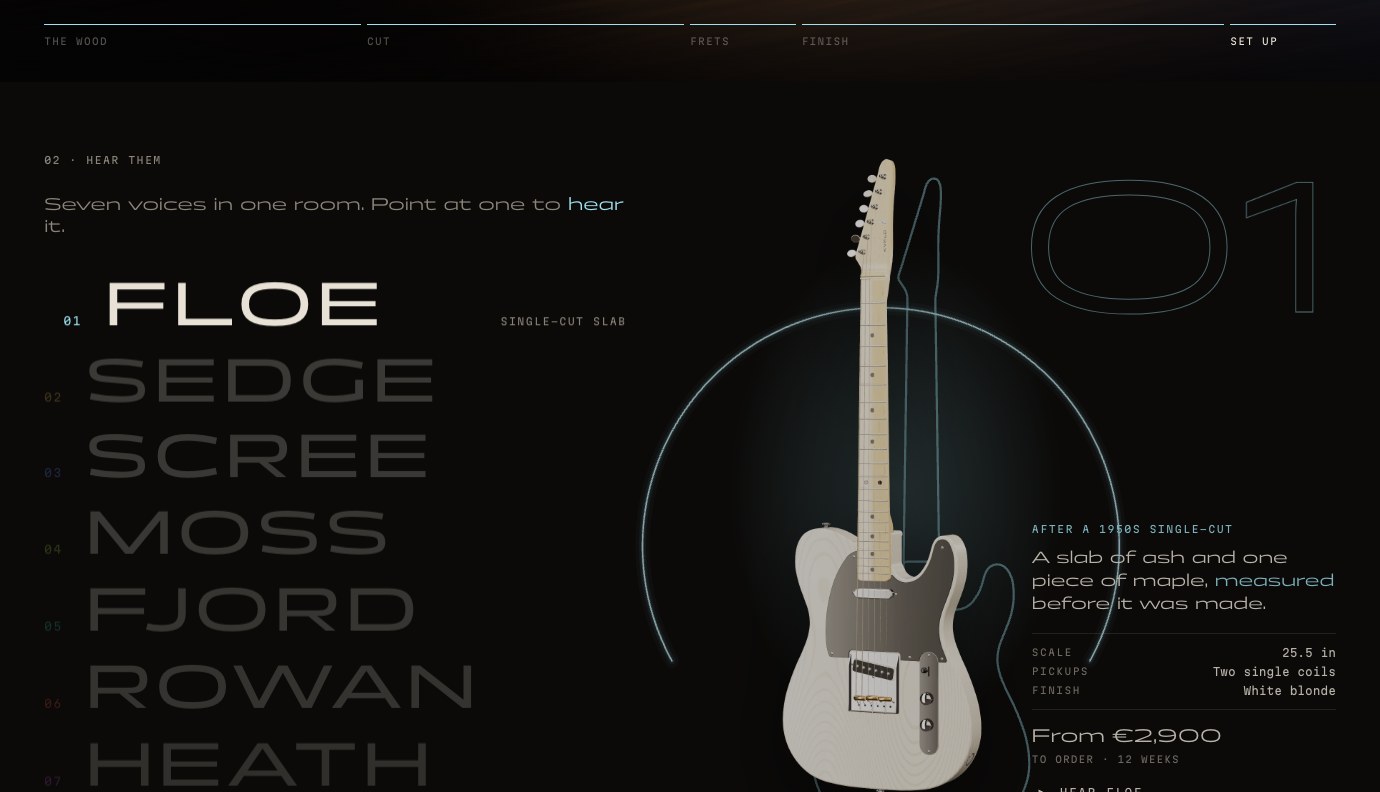 THE WOOD
CUT
FRETS
FINISH
SET UP
02 · HEAR THEM
Seven voices in one room. Point at one to hear
it.
01 FLOE SINGLE-CUT SLAB
02 SEDGE
03 SCREE
04 MOSS
05 FJORD
06 ROWAN
07 HEATH
01
AFTER A 1950S SINGLE-CUT
A slab of ash and one
piece of maple, measured
before it was made.
SCALE 25.5 in
PICKUPS Two single coils
FINISH White blonde
From €2,900
TO ORDER · 12 WEEKS
HEAR FLOE